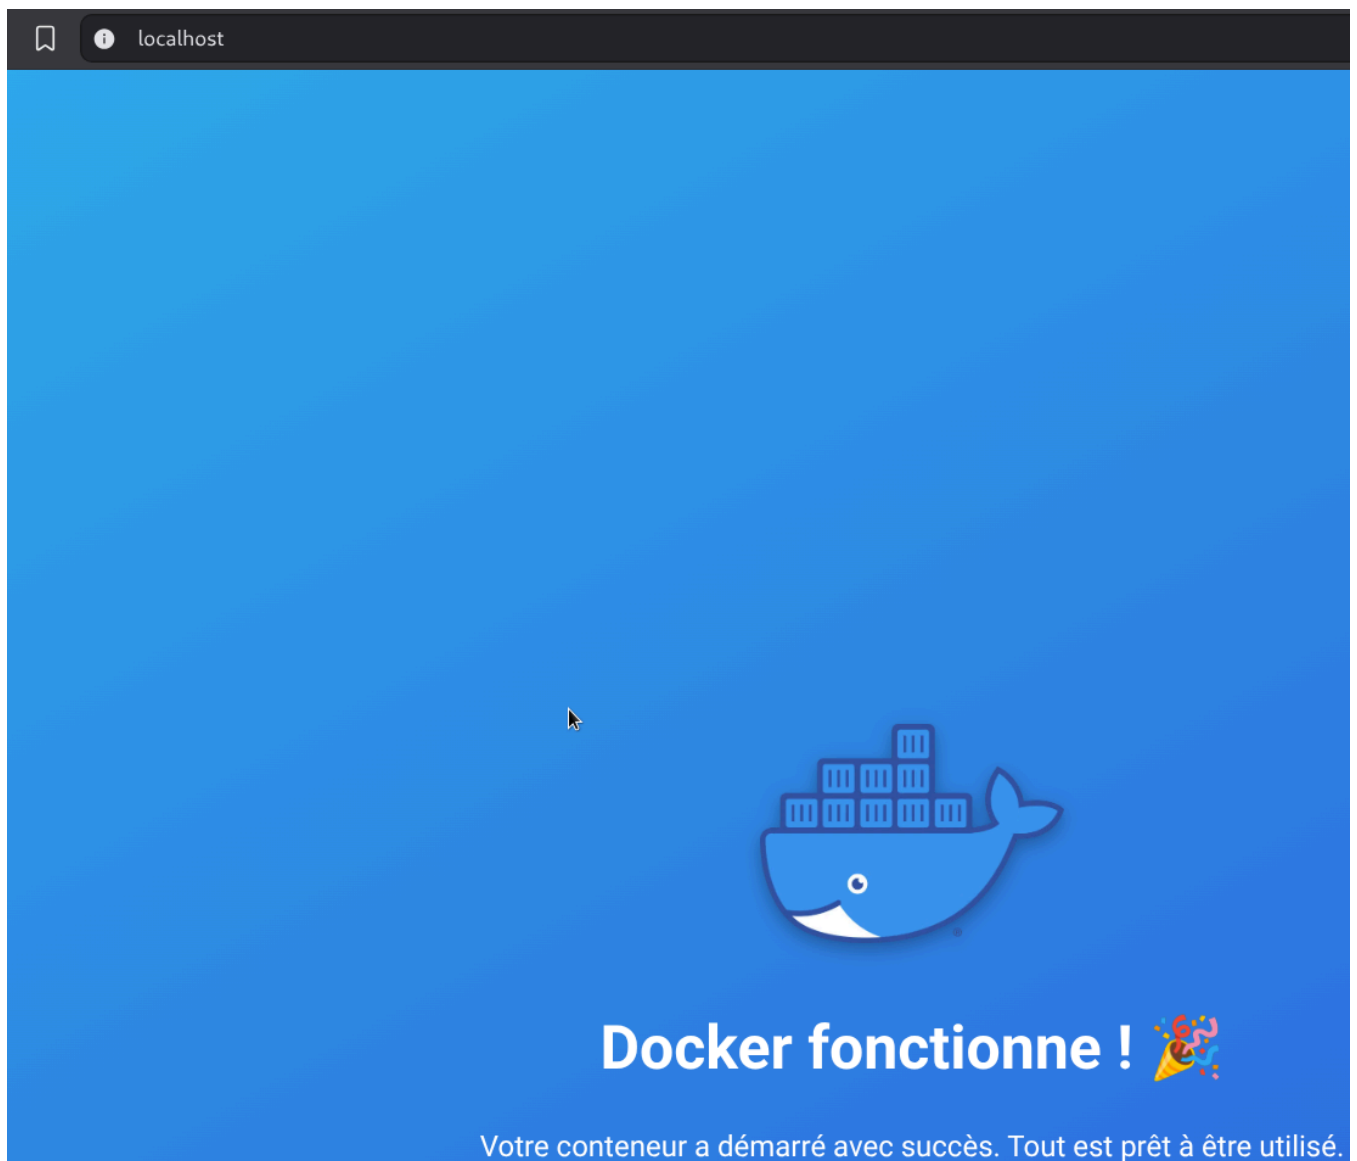 localhost
Docker fonctionne ! 🎉
Votre conteneur a démarré avec succès. Tout est prêt à être utilisé.